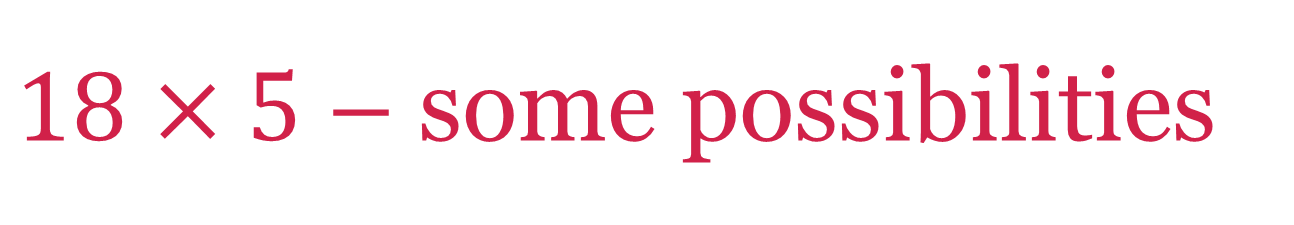 18 × 5 – some possibilities